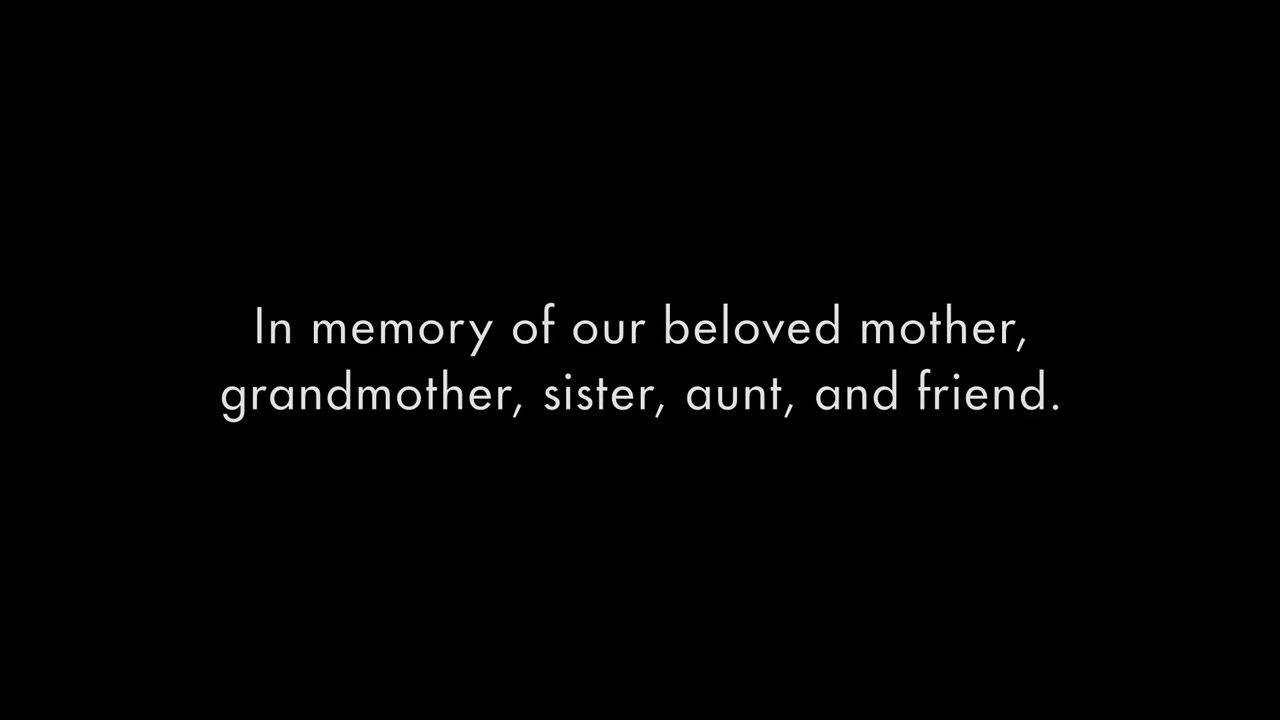 In memory of our beloved mother,
grandmother, sister, aunt, and friend.